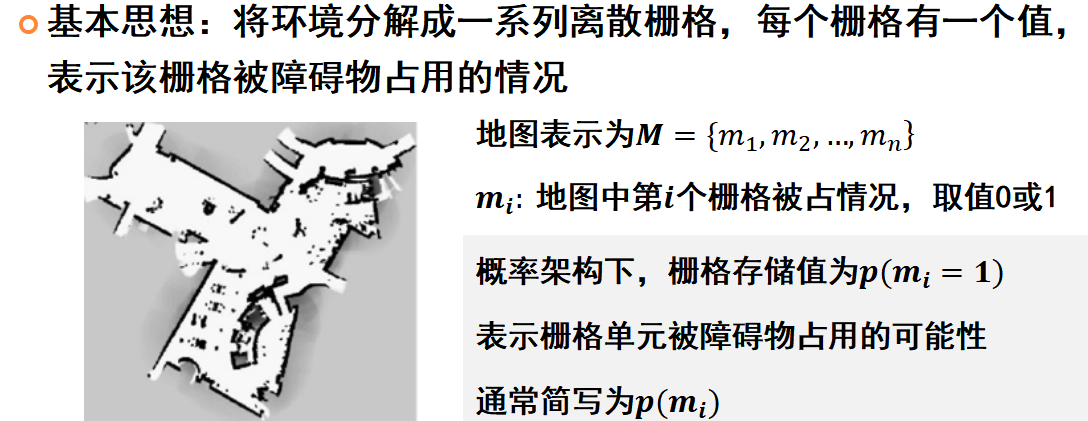 基本思想：将环境分解成一系列离散栅格，每个栅格有一个值，
表示该栅格被障碍物占用的情况
地图表示为M = {m₁, m₂, …, mₙ}
mᵢ: 地图中第i个栅格被占情况，取值0或1
概率架构下，栅格存储值为p(mᵢ = 1)
表示栅格单元被障碍物占用的可能性
通常简写为p(mᵢ)